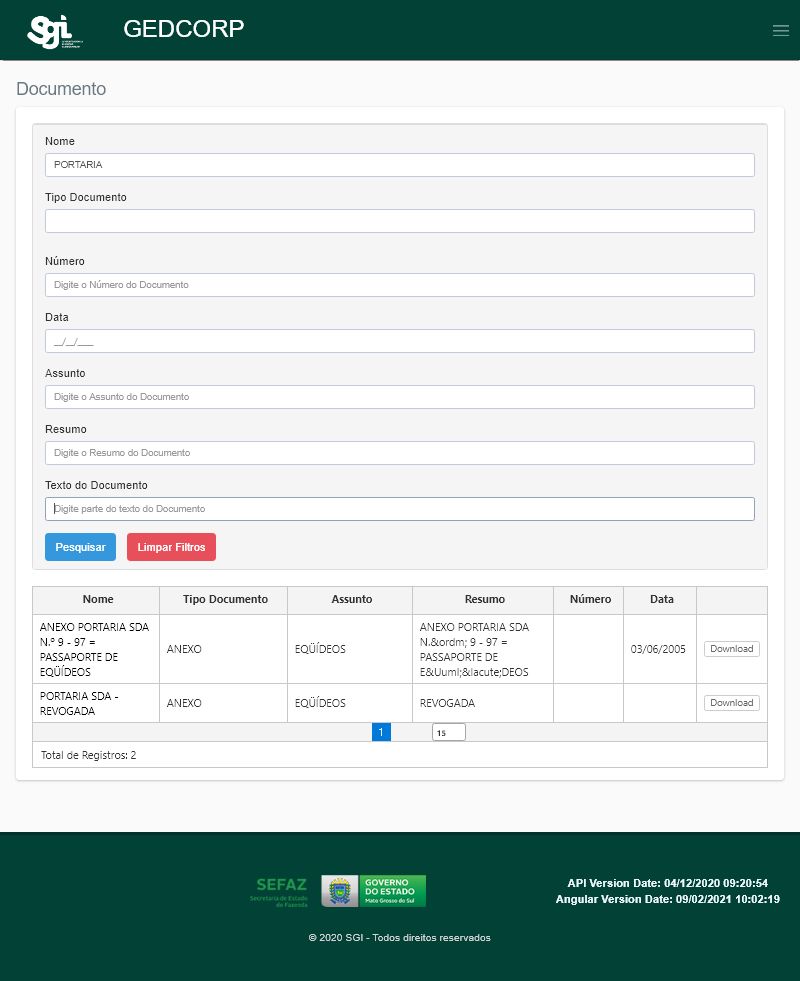 Sgi GEDCORP
Documento
Nome
PORTARIA
Tipo Documento
Número
Digite o Número do Documento
Data
__/__/____
Assunto
Digite o Assunto do Documento
Resumo
Digite o Resumo do Documento
Texto do Documento
Digite parte do texto do Documento
Pesquisar Limpar Filtros
Nome Tipo Documento Assunto Resumo Número Data
ANEXO PORTARIA SDA
N.º 9 - 97 =
PASSAPORTE DE
EQÜÍDEOS
ANEXO
EQÜÍDEOS
ANEXO PORTARIA SDA
N.&ordm; 9 - 97 =
PASSAPORTE DE
E&Uuml;&Iacute;DEOS
03/06/2005
Download
PORTARIA SDA -
REVOGADA
ANEXO
EQÜÍDEOS
REVOGADA
Download
1 15
Total de Registros: 2
SEFAZ
Secretaria de Estado
de Fazenda
GOVERNO
DO ESTADO
Mato Grosso do Sul
API Version Date: 04/12/2020 09:20:54
Angular Version Date: 09/02/2021 10:02:19
© 2020 SGI - Todos direitos reservados